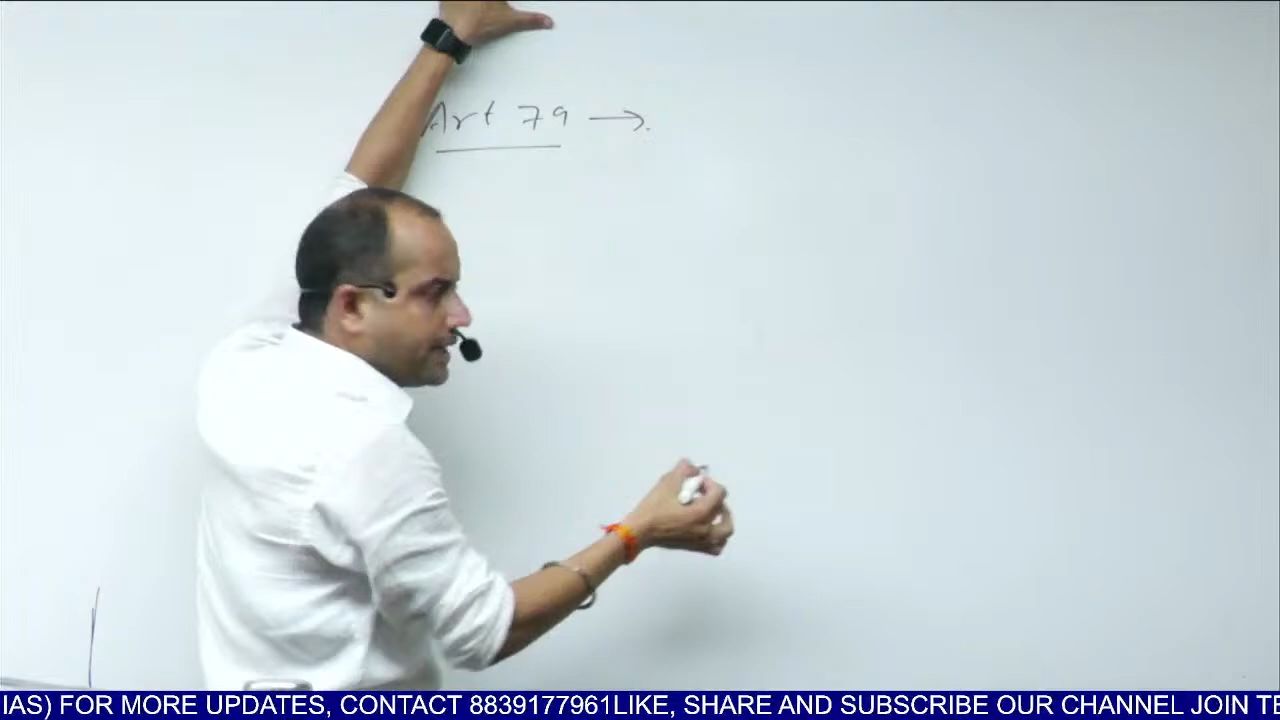 Art 79 →
IAS) FOR MORE UPDATES, CONTACT 8839177961LIKE, SHARE AND SUBSCRIBE OUR CHANNEL JOIN TE